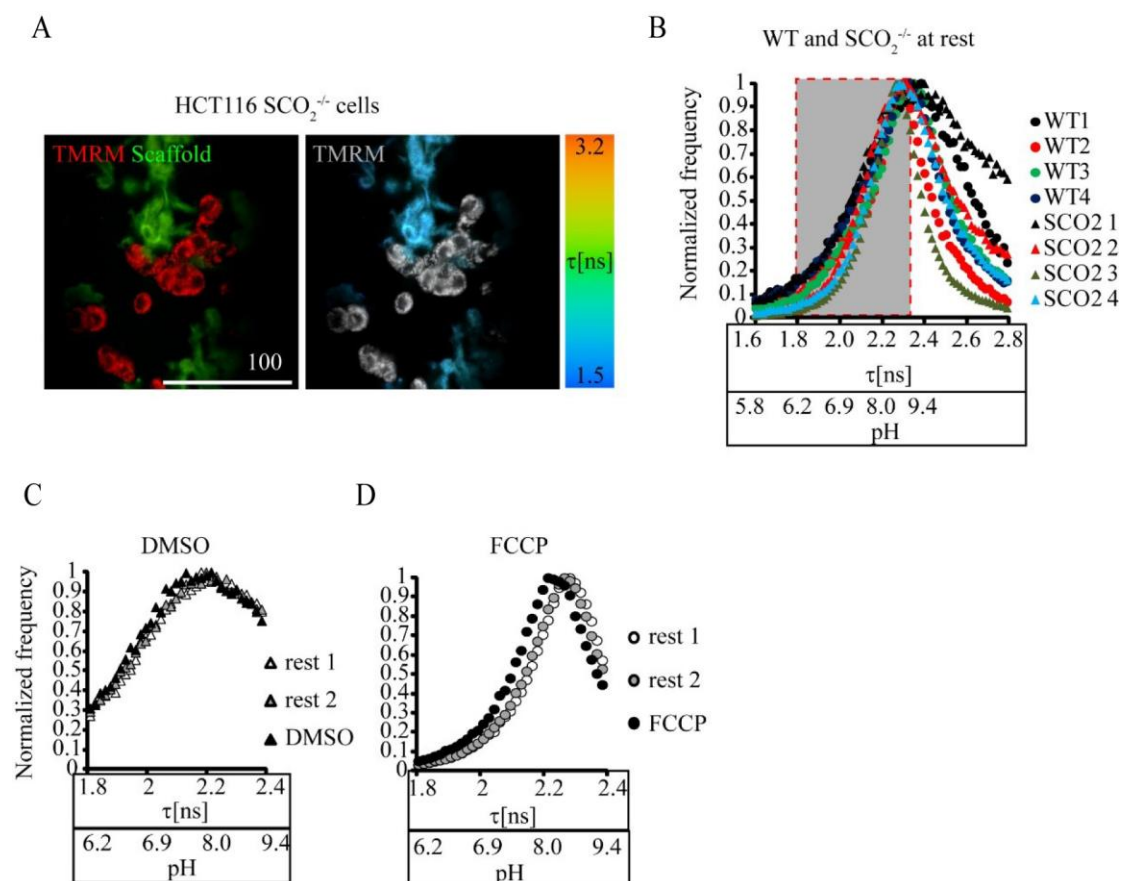 A
HCT116 SCO₂⁻/⁻ cells
TMRM Scaffold
100
TMRM
3.2
τ[ns]
1.5
B
WT and SCO₂⁻/⁻ at rest
Normalized frequency
1
0.9
0.8
0.7
0.6
0.5
0.4
0.3
0.2
0.1
0
1.6 1.8 2.0 2.2 2.4 2.6 2.8
τ[ns]
5.8 6.2 6.9 8.0 9.4
pH
WT1
WT2
WT3
WT4
SCO2 1
SCO2 2
SCO2 3
SCO2 4
C
DMSO
Normalized frequency
1
0.9
0.8
0.7
0.6
0.5
0.4
0.3
0.2
0.1
0
1.8 2 2.2 2.4
τ[ns]
6.2 6.9 8.0 9.4
pH
rest 1
rest 2
DMSO
D
FCCP
1
0.9
0.8
0.7
0.6
0.5
0.4
0.3
0.2
0.1
0
1.8 2 2.2 2.4
τ[ns]
6.2 6.9 8.0 9.4
pH
rest 1
rest 2
FCCP